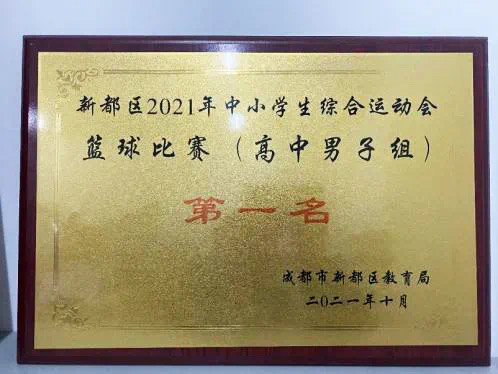 新都区2021年中小学生综合运动会
篮球比赛（高中男子组）
第一名
成都市新都区教育局
二〇二一年十月